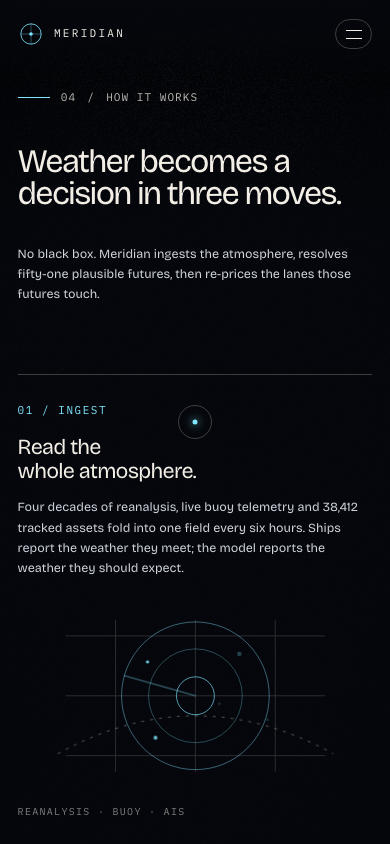 MERIDIAN
04 / HOW IT WORKS
Weather becomes a
decision in three moves.
No black box. Meridian ingests the atmosphere, resolves
fifty-one plausible futures, then re-prices the lanes those
futures touch.
01 / INGEST
Read the
whole atmosphere.
Four decades of reanalysis, live buoy telemetry and 38,412
tracked assets fold into one field every six hours. Ships
report the weather they meet; the model reports the
weather they should expect.
REANALYSIS · BUOY · AIS